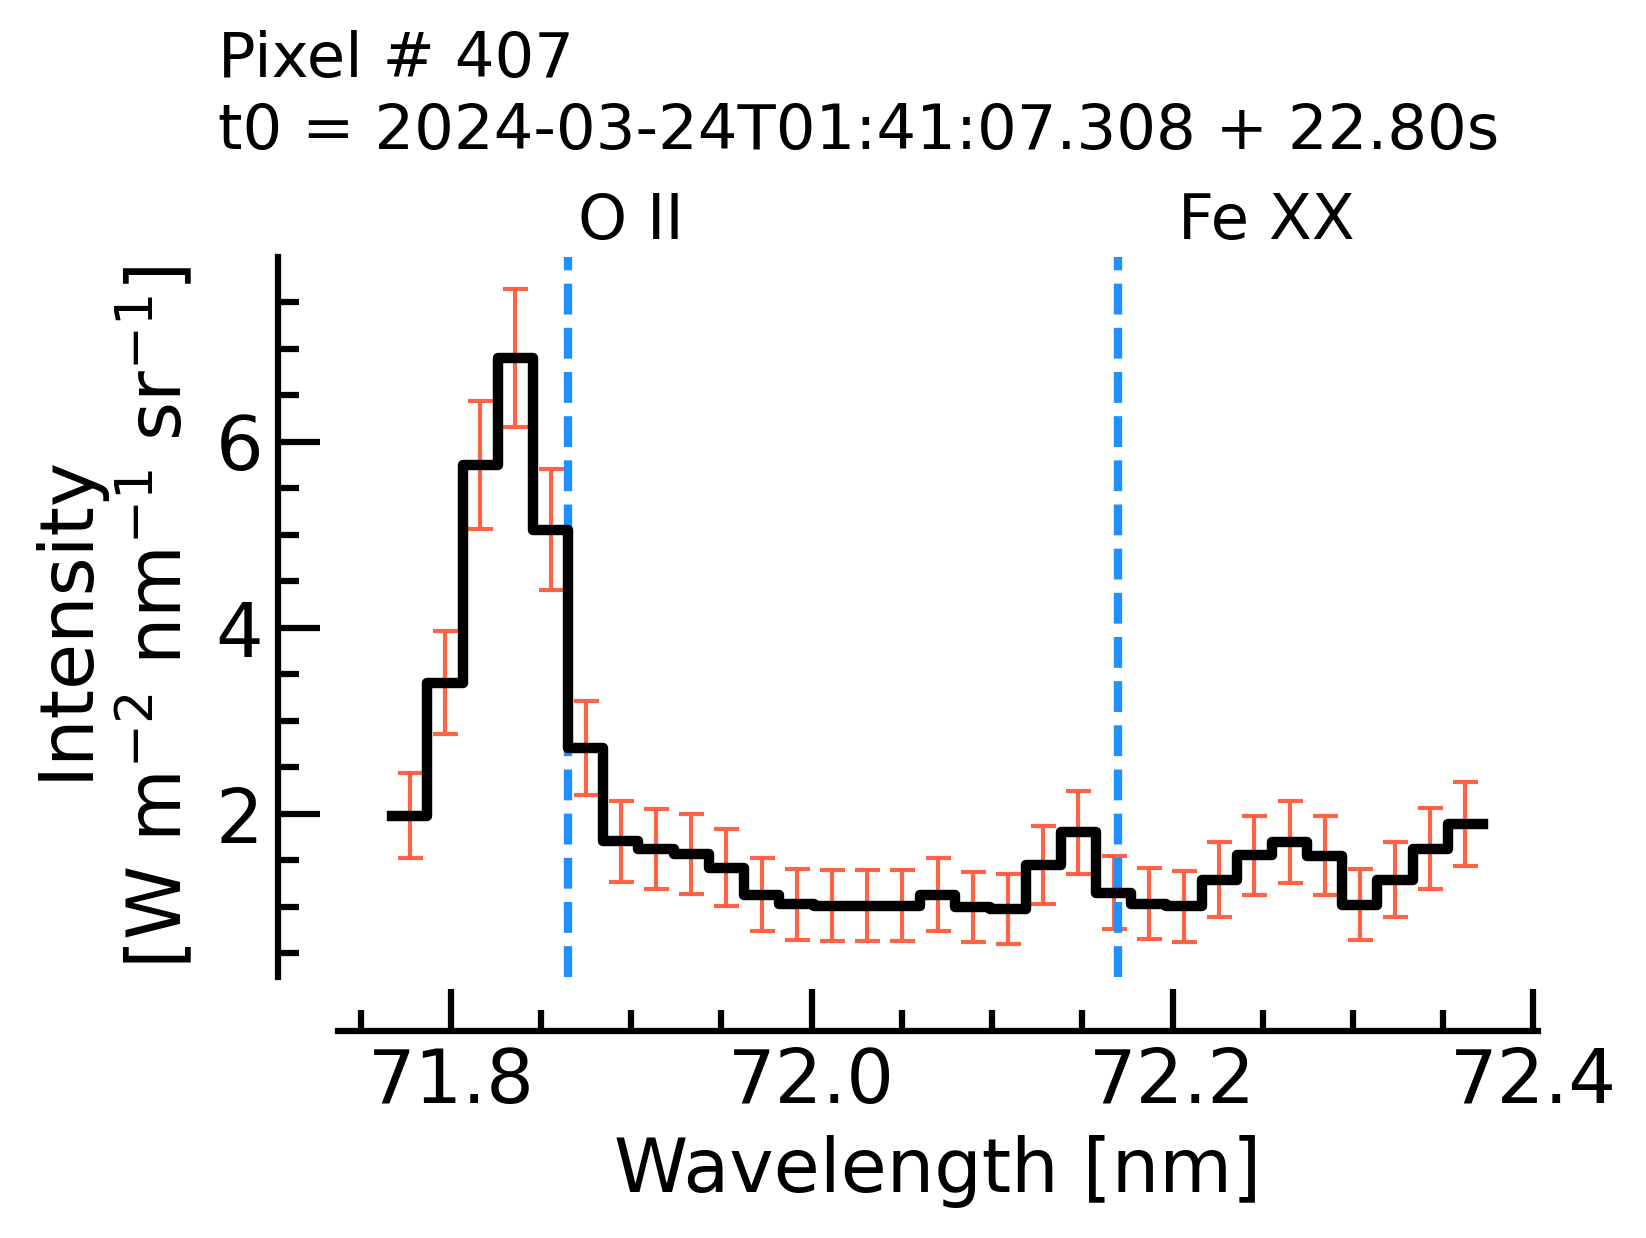 Pixel # 407
t0 = 2024-03-24T01:41:07.308 + 22.80s
O II
Fe XX
Intensity
[W m⁻² nm⁻¹ sr⁻¹]
6
4
2
71.8
72.0
72.2
72.4
Wavelength [nm]